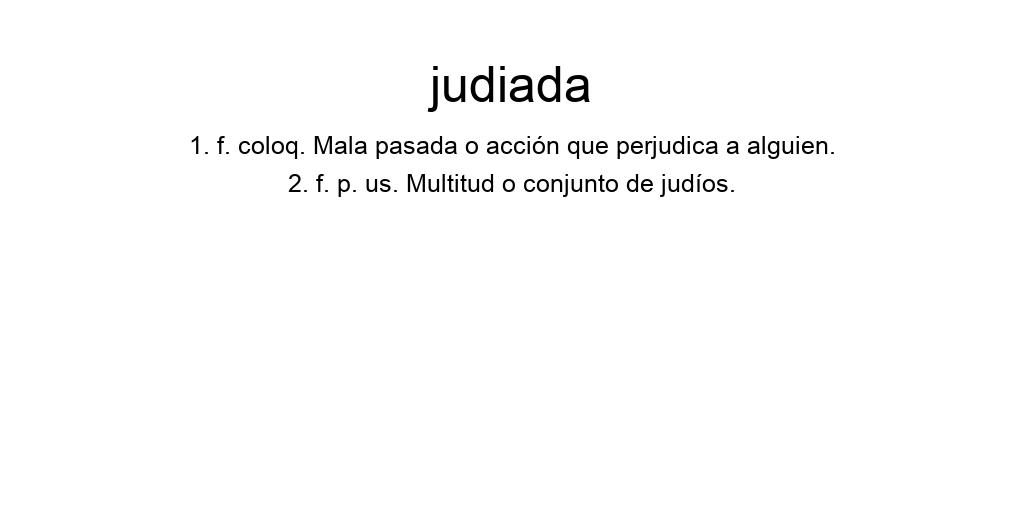 judiada
1. f. coloq. Mala pasada o acción que perjudica a alguien.
2. f. p. us. Multitud o conjunto de judíos.